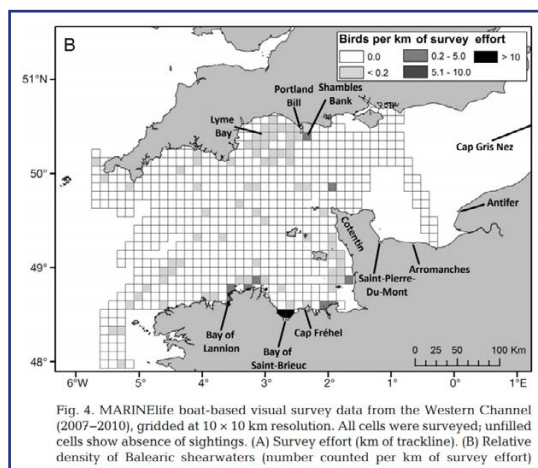 B
Birds per km of survey effort
0.0
0.2 - 5.0
> 10
< 0.2
5.1 - 10.0
51°N
50°N
49°N
48°N
Portland
Bill
Shambles
Bank
Lyme
Bay
Cap Gris Nez
Antifer
Cotentin
Saint-Pierre-
Du-Mont
Arromanches
Bay of
Lannion
Bay of
Saint-Brieuc
Cap Fréhel
0 25 50 100 Km
6°W 5°W 4°W 3°W 2°W 1°W 0°E 1°E
Fig. 4. MARINElife boat-based visual survey data from the Western Channel
(2007−2010), gridded at 10 × 10 km resolution. All cells were surveyed; unfilled
cells show absence of sightings. (A) Survey effort (km of trackline). (B) Relative
density of Balearic shearwaters (number counted per km of survey effort)